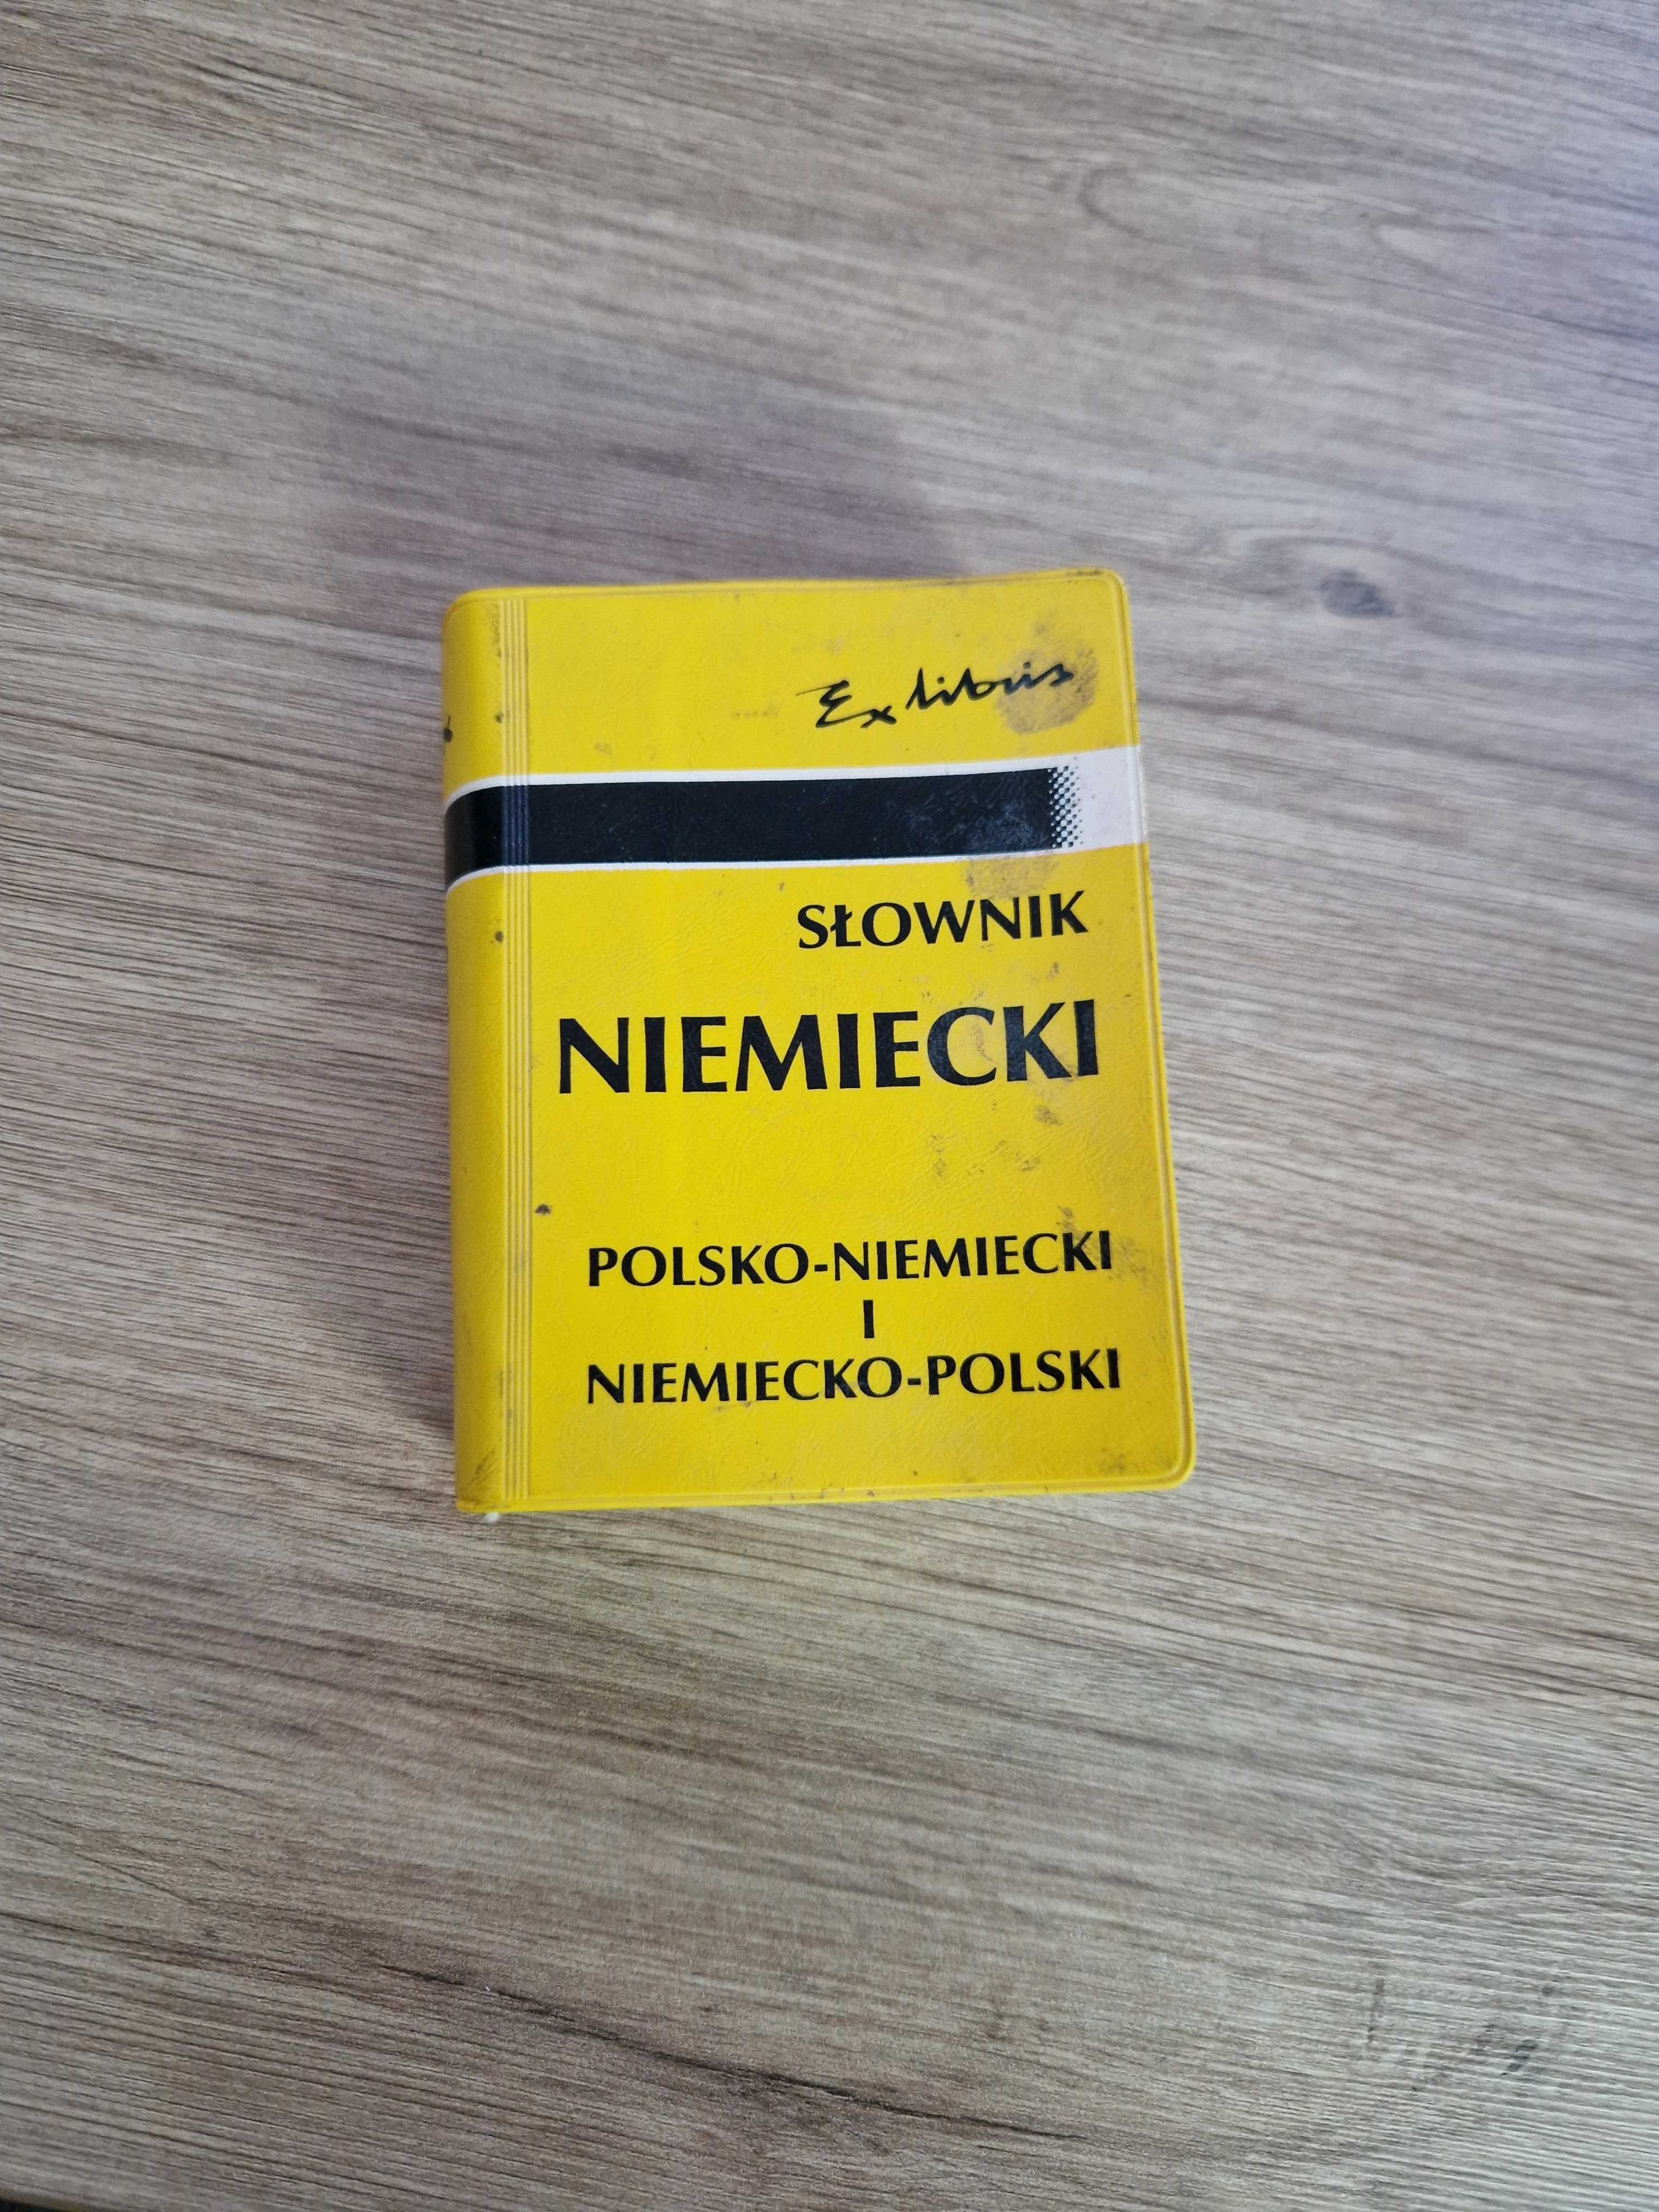 Ex libris
SŁOWNIK
NIEMIECKI
POLSKO-NIEMIECKI
I
NIEMIECKO-POLSKI